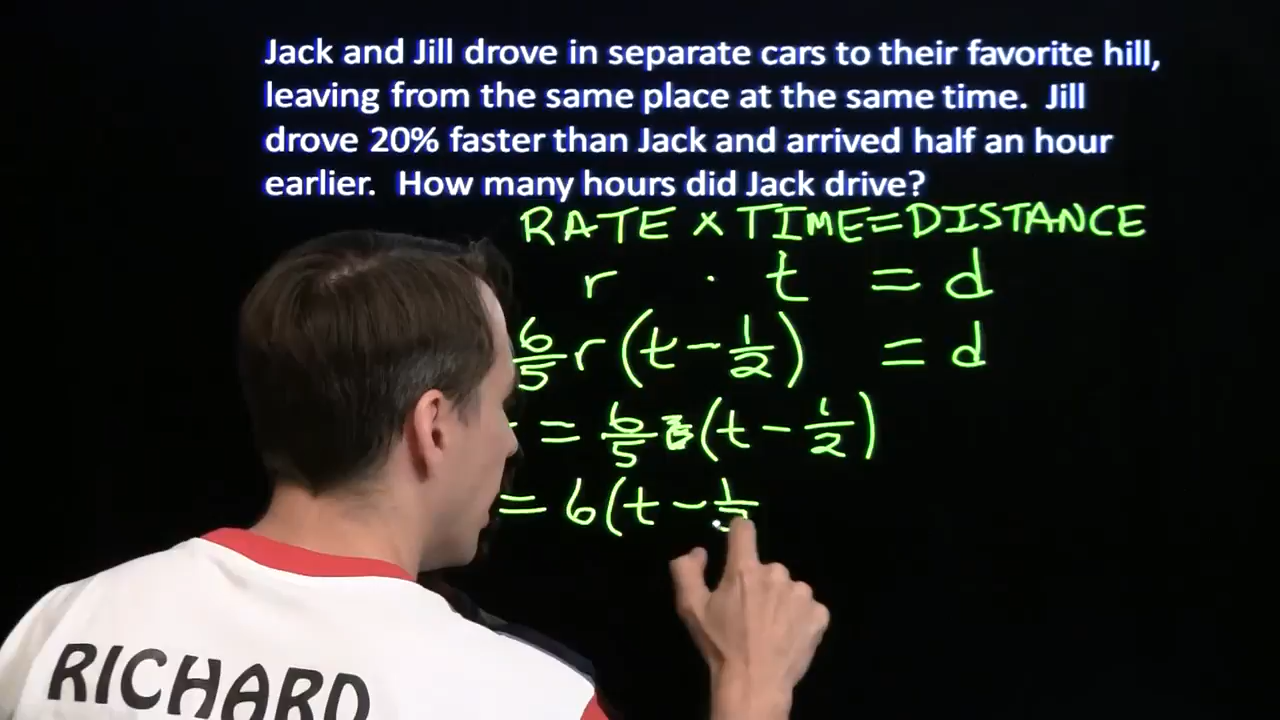 Jack and Jill drove in separate cars to their favorite hill,
leaving from the same place at the same time. Jill
drove 20% faster than Jack and arrived half an hour
earlier. How many hours did Jack drive?
RATE × TIME = DISTANCE
r · t = d
6/5 r (t - 1/2) = d
= 6/5 (t - 1/2)
= 6(t - 1/2
RICHARD